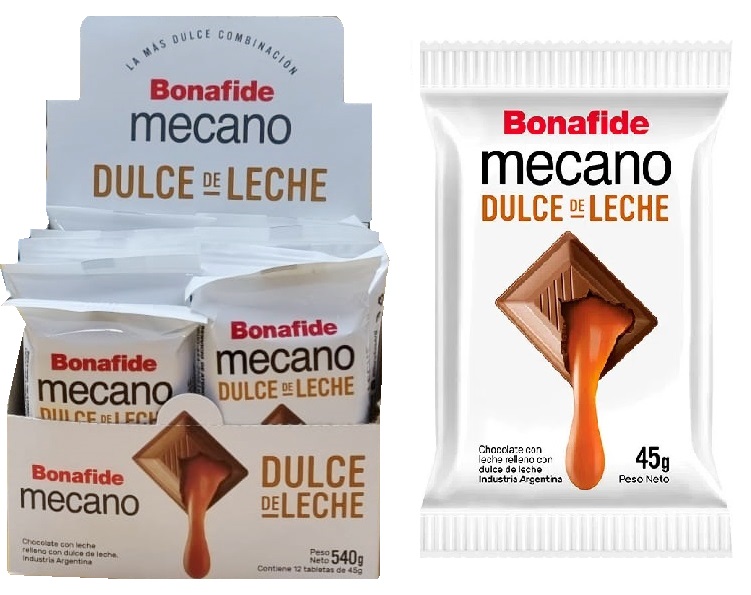 LA MÁS DULCE COMBINACIÓN
Bonafide
mecano
DULCE DE LECHE
Bonafide
mecano
DULCE DE LECH
Bonafide
mecano
DULCE DE LECHE
Bonafide
mecano
DULCE
DE LECHE
Chocolate con leche
relleno con dulce de leche.
Industria Argentina
Peso
Neto 540g
Contiene 12 tabletas de 45g
Bonafide
mecano
DULCE DE LECHE
Chocolate con
leche relleno con
dulce de leche
Industria Argentina
45g
Peso Neto